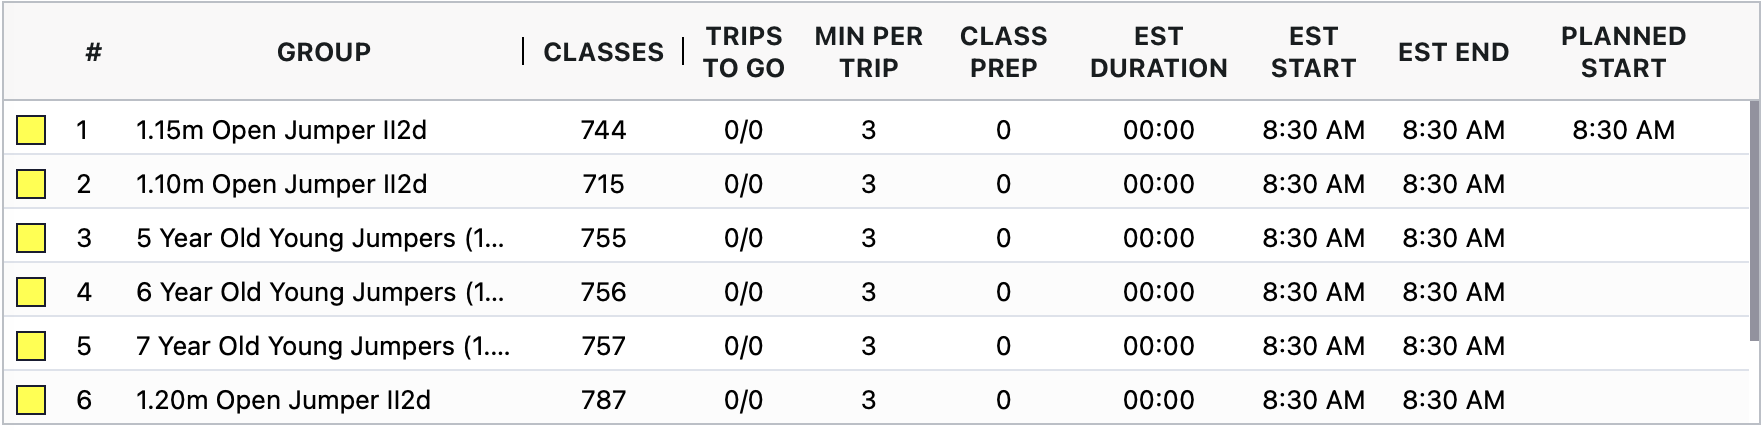 # GROUP CLASSES TRIPS TO GO MIN PER TRIP CLASS PREP EST DURATION EST START EST END PLANNED START
1 1.15m Open Jumper II2d 744 0/0 3 0 00:00 8:30 AM 8:30 AM 8:30 AM
2 1.10m Open Jumper II2d 715 0/0 3 0 00:00 8:30 AM 8:30 AM
3 5 Year Old Young Jumpers (1... 755 0/0 3 0 00:00 8:30 AM 8:30 AM
4 6 Year Old Young Jumpers (1... 756 0/0 3 0 00:00 8:30 AM 8:30 AM
5 7 Year Old Young Jumpers (1.... 757 0/0 3 0 00:00 8:30 AM 8:30 AM
6 1.20m Open Jumper II2d 787 0/0 3 0 00:00 8:30 AM 8:30 AM